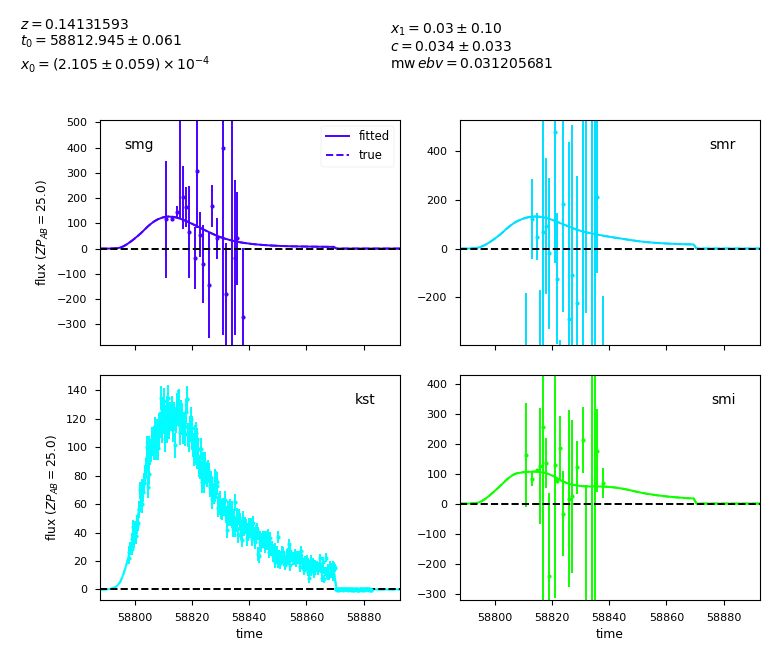 z = 0.14131593
t₀ = 58812.945 ± 0.061
x₀ = (2.105 ± 0.059) × 10⁻⁴
x₁ = 0.03 ± 0.10
c = 0.034 ± 0.033
mw ebv = 0.031205681
smg
fitted
true
500
400
300
200
100
0
−100
−200
−300
flux (ZP_AB = 25.0)
smr
400
200
0
−200
kst
140
120
100
80
60
40
20
0
flux (ZP_AB = 25.0)
58800 58820 58840 58860 58880
time
smi
400
300
200
100
0
−100
−200
−300
58800 58820 58840 58860 58880
time